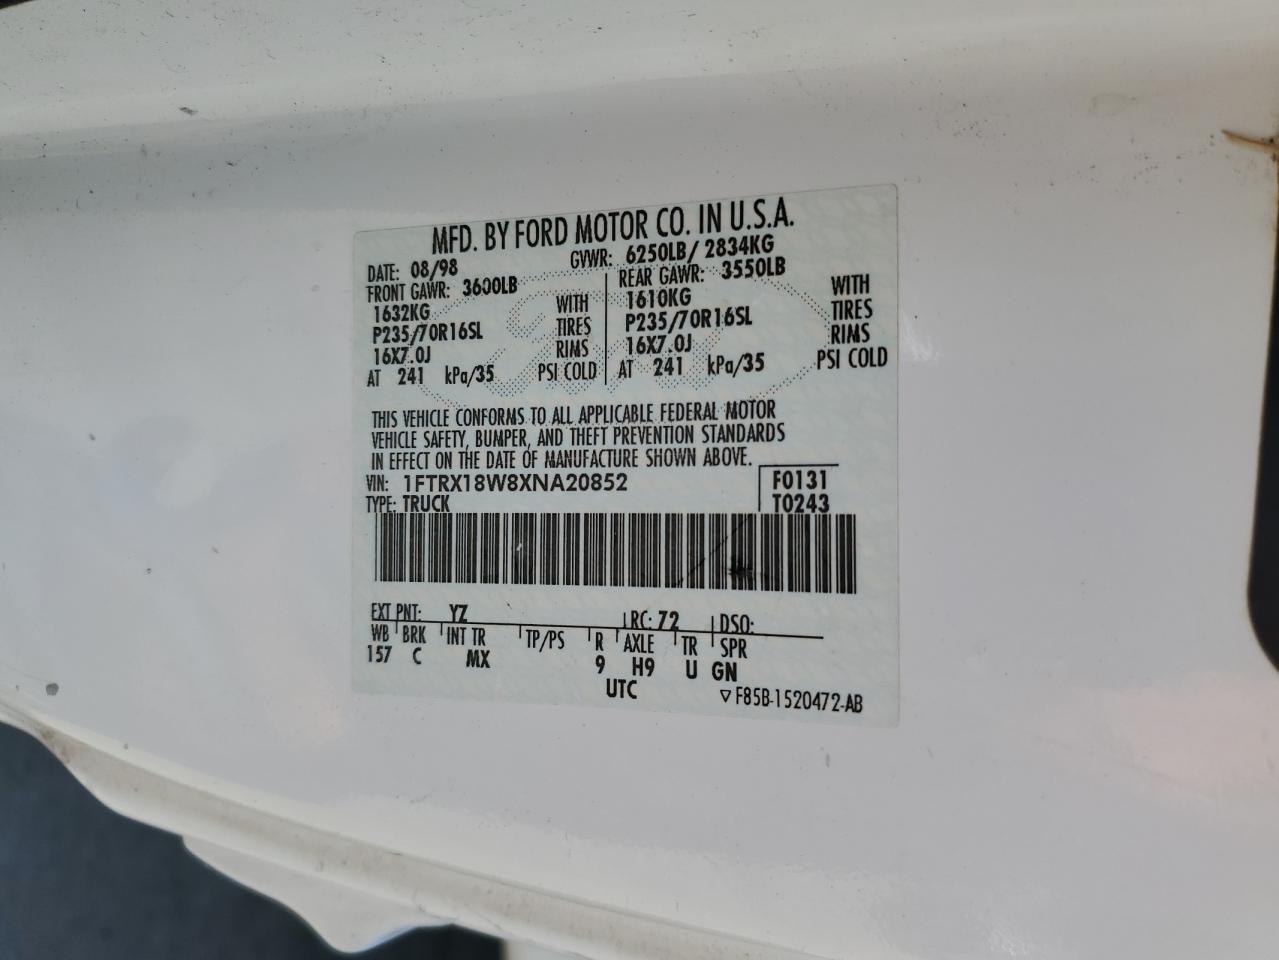 MFD. BY FORD MOTOR CO. IN U.S.A.
DATE: 08/98 GVWR: 6250LB/ 2834KG
FRONT GAWR: 3600LB REAR GAWR: 3550LB
1632KG WITH 1610KG WITH
P235/70R16SL TIRES P235/70R16SL TIRES
16X7.0J RIMS 16X7.0J RIMS
AT 241 kPa/35 PSI COLD AT 241 kPa/35 PSI COLD
THIS VEHICLE CONFORMS TO ALL APPLICABLE FEDERAL MOTOR
VEHICLE SAFETY, BUMPER, AND THEFT PREVENTION STANDARDS
IN EFFECT ON THE DATE OF MANUFACTURE SHOWN ABOVE.
VIN: 1FTRX18W8XNA20852 F0131
TYPE: TRUCK T0243
EXT PNT: YZ RC: 72 DSO:
WB BRK INT TR TP/PS R AXLE TR SPR
157 C MX 9 H9 U GN
UTC ▽ F85B-1520472-AB